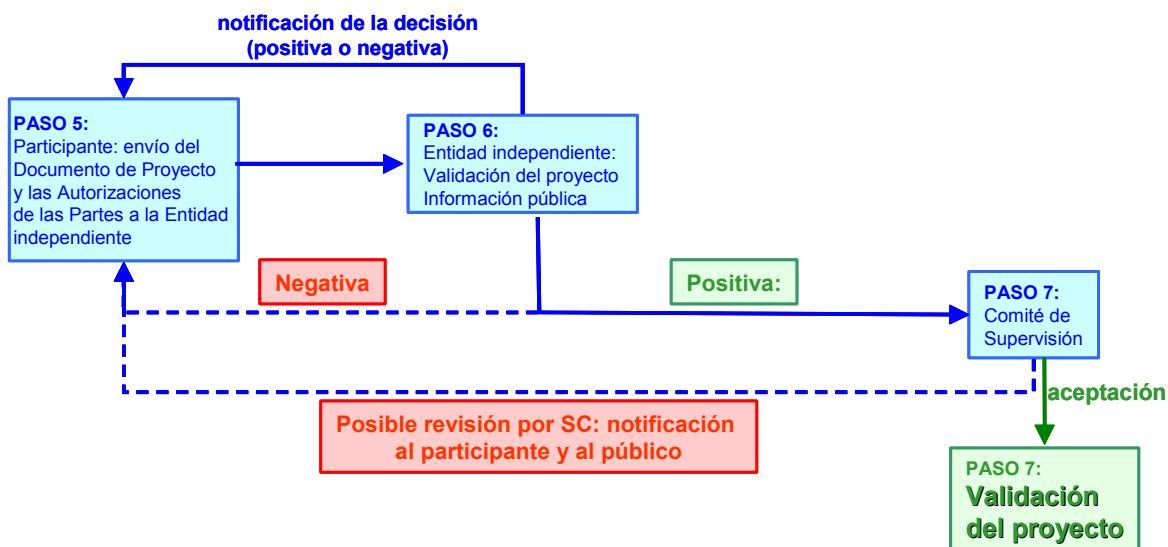 notificación de la decisión
(positiva o negativa)
PASO 5:
Participante: envío del
Documento de Proyecto
y las Autorizaciones
de las Partes a la Entidad
independiente
PASO 6:
Entidad independiente:
Validación del proyecto
Información pública
Negativa
Positiva:
PASO 7:
Comité de
Supervisión
aceptación
Posible revisión por SC: notificación
al participante y al público
PASO 7:
Validación
del proyecto